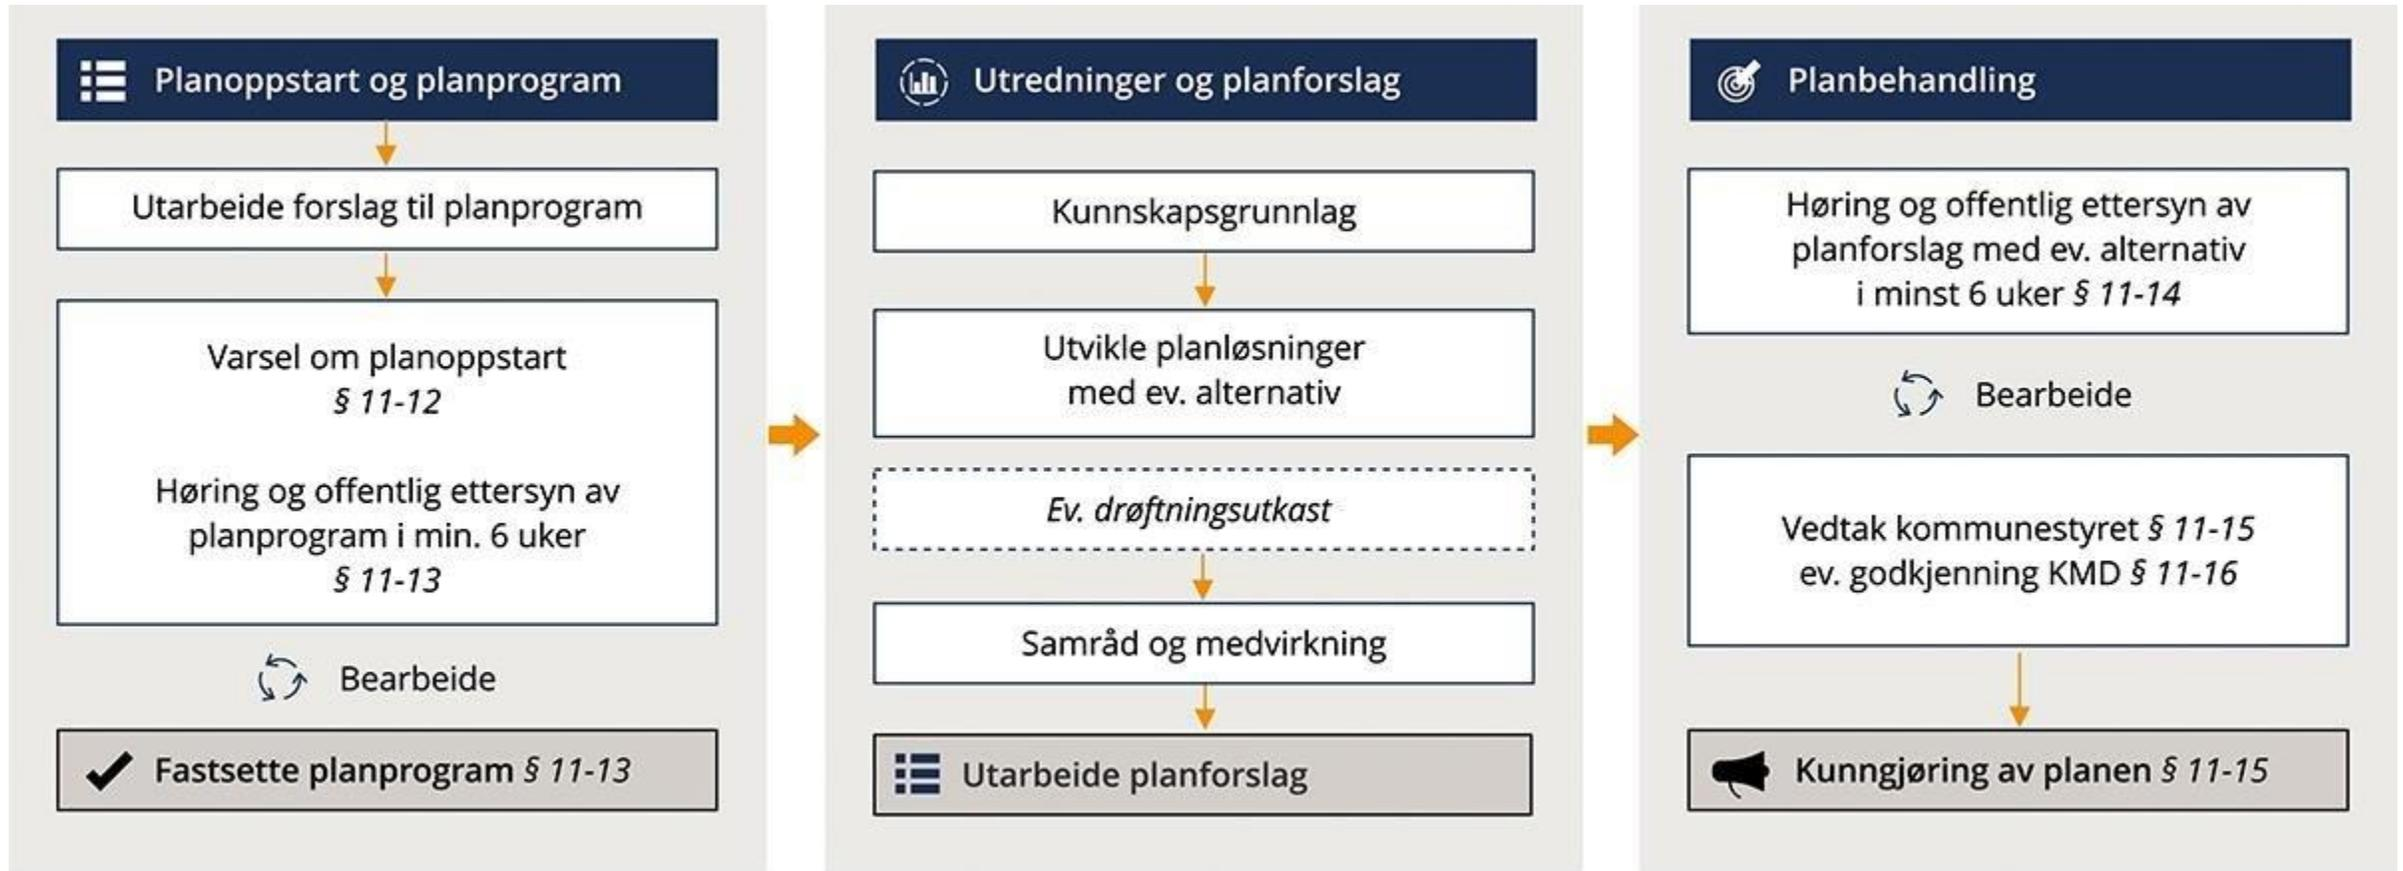 Planoppstart og planprogram
Utarbeide forslag til planprogram
Varsel om planoppstart
§ 11-12
Høring og offentlig ettersyn av
planprogram i min. 6 uker
§ 11-13
Bearbeide
Fastsette planprogram § 11-13
Utredninger og planforslag
Kunnskapsgrunnlag
Utvikle planløsninger
med ev. alternativ
Ev. drøftningsutkast
Samråd og medvirkning
Utarbeide planforslag
Planbehandling
Høring og offentlig ettersyn av
planforslag med ev. alternativ
i minst 6 uker § 11-14
Bearbeide
Vedtak kommunestyret § 11-15
ev. godkjenning KMD § 11-16
Kunngjøring av planen § 11-15